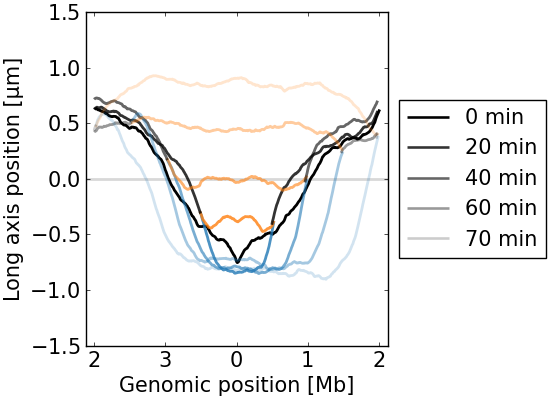 1.5
1.0
0.5
0.0
−0.5
−1.0
−1.5
Long axis position [µm]
2 3 0 1 2
Genomic position [Mb]
0 min
20 min
40 min
60 min
70 min